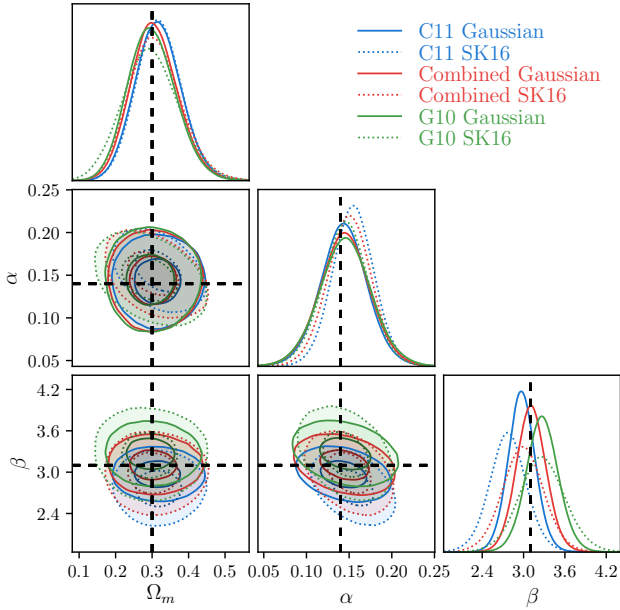 C11 Gaussian
C11 SK16
Combined Gaussian
Combined SK16
G10 Gaussian
G10 SK16
0.25
0.20
0.15
0.10
0.05
α
4.2
3.6
3.0
2.4
β
0.1 0.2 0.3 0.4 0.5
Ωm
0.05 0.10 0.15 0.20 0.25
α
2.4 3.0 3.6 4.2
β